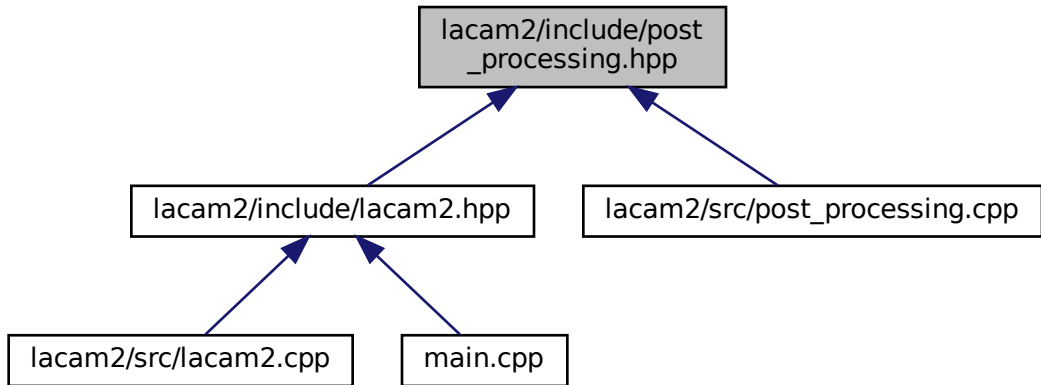 lacam2/include/post
_processing.hpp
lacam2/include/lacam2.hpp
lacam2/src/post_processing.cpp
lacam2/src/lacam2.cpp
main.cpp